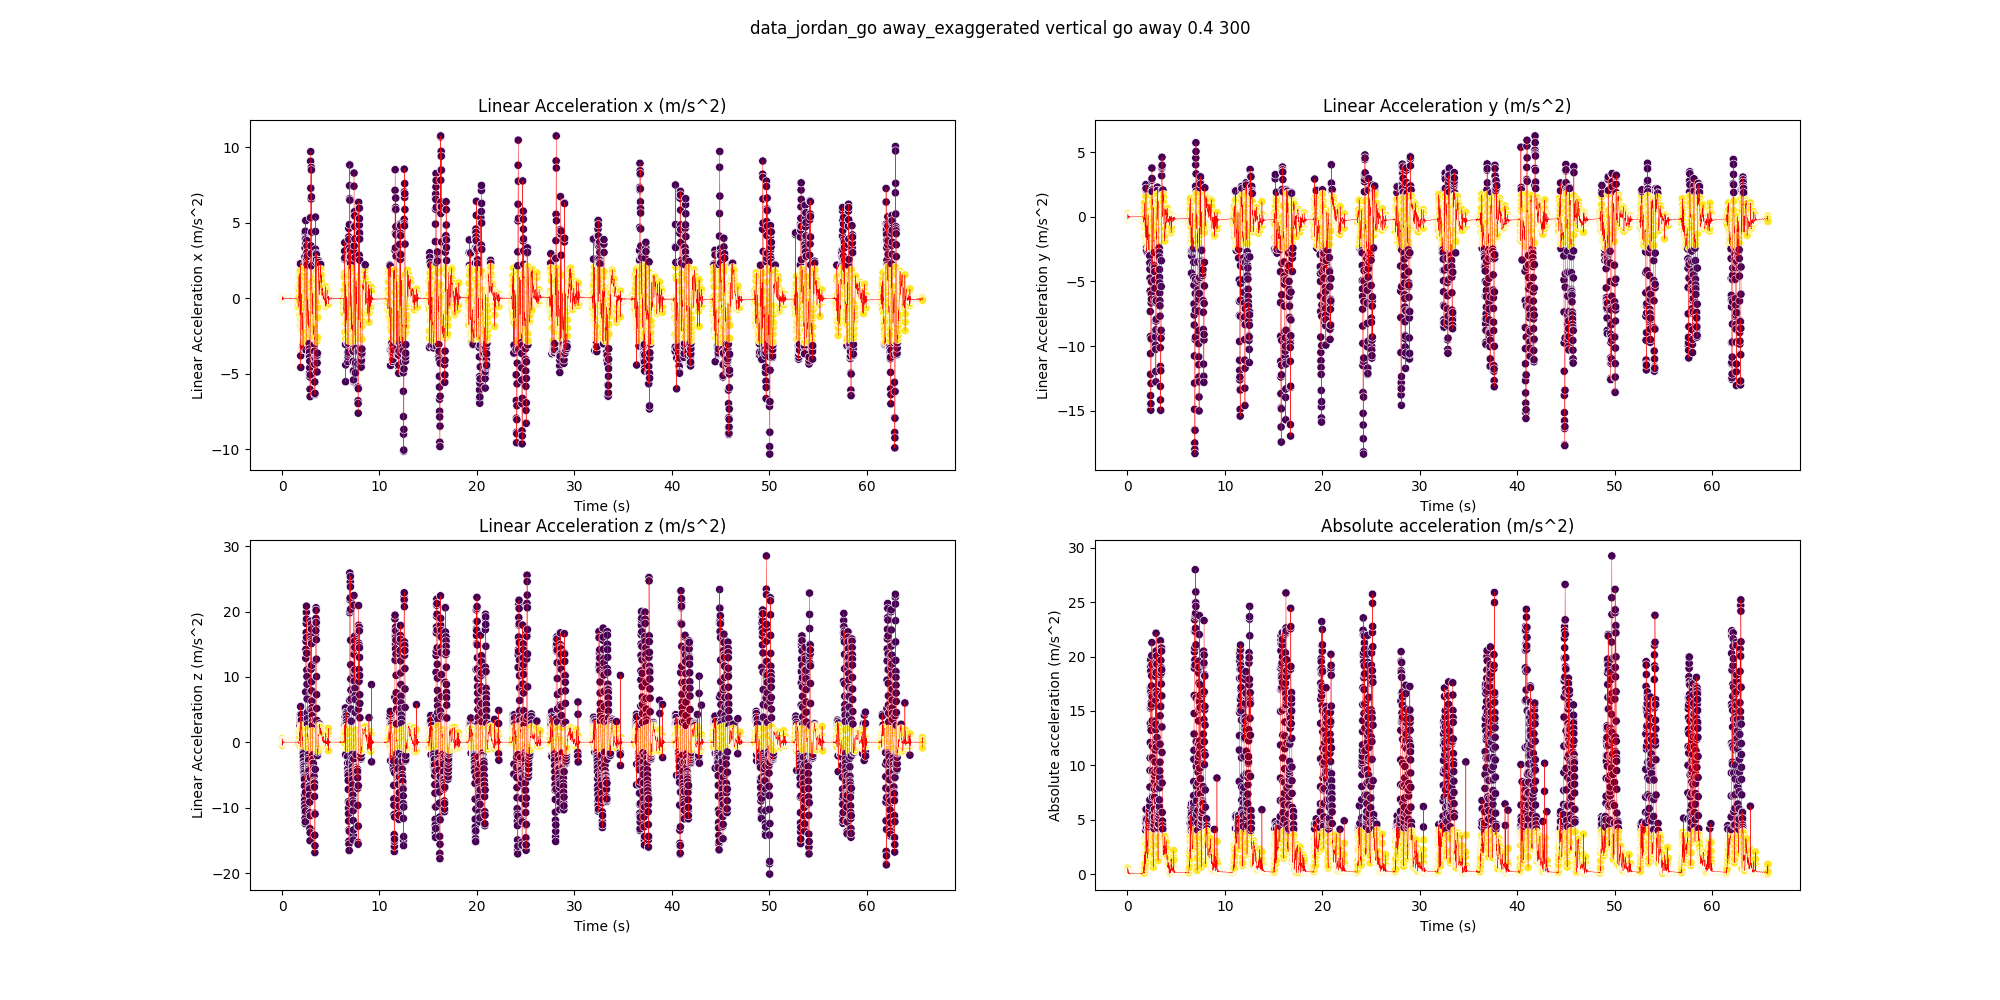 data_jordan_go away_exaggerated vertical go away 0.4 300
Linear Acceleration x (m/s^2)
Linear Acceleration x (m/s^2)
10
5
0
−5
−10
0 10 20 30 40 50 60
Time (s)
Linear Acceleration y (m/s^2)
Linear Acceleration y (m/s^2)
5
0
−5
−10
−15
0 10 20 30 40 50 60
Time (s)
Linear Acceleration z (m/s^2)
Linear Acceleration z (m/s^2)
30
20
10
0
−10
−20
0 10 20 30 40 50 60
Time (s)
Absolute acceleration (m/s^2)
Absolute acceleration (m/s^2)
30
25
20
15
10
5
0
0 10 20 30 40 50 60
Time (s)